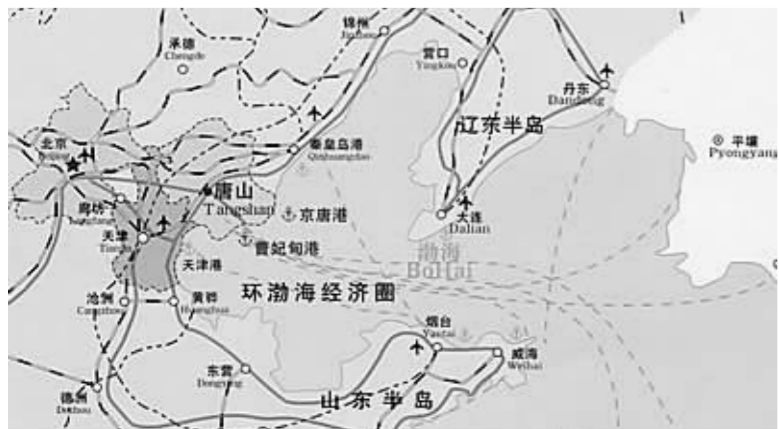 锦州
Jinzhou
承德
Chengde
营口
Yingkou
丹东
Dandong
北京
Beijing
秦皇岛港
Qinhuangdao
辽东半岛
平壤
Pyongyang
唐山
Tangshan
廊坊
京唐港
大连
Dalian
天津
Tianjin
曹妃甸港
渤海
BoHai
天津港
沧洲
Cangzhou
黄骅
Huanghua
环渤海经济圈
烟台
Yantai
威海
Weihai
东营
Dongying
德洲
Dezhou
山东半岛